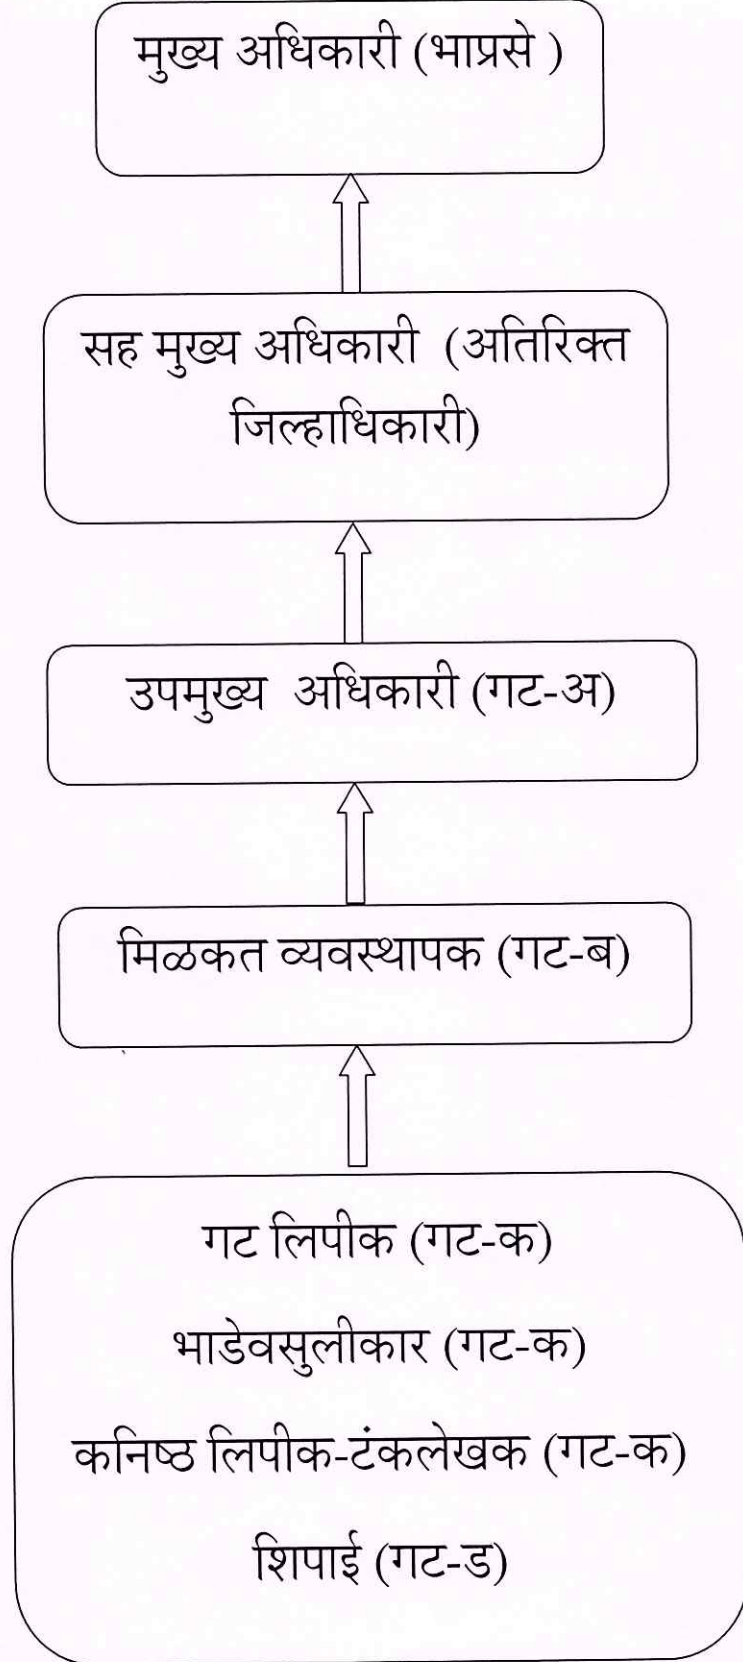 मुख्य अधिकारी (भाप्रसे )
सह मुख्य अधिकारी (अतिरिक्त
जिल्हाधिकारी)
उपमुख्य अधिकारी (गट-अ)
मिळकत व्यवस्थापक (गट-ब)
गट लिपीक (गट-क)
भाडेवसुलीकार (गट-क)
कनिष्ठ लिपीक-टंकलेखक (गट-क)
शिपाई (गट-ड)